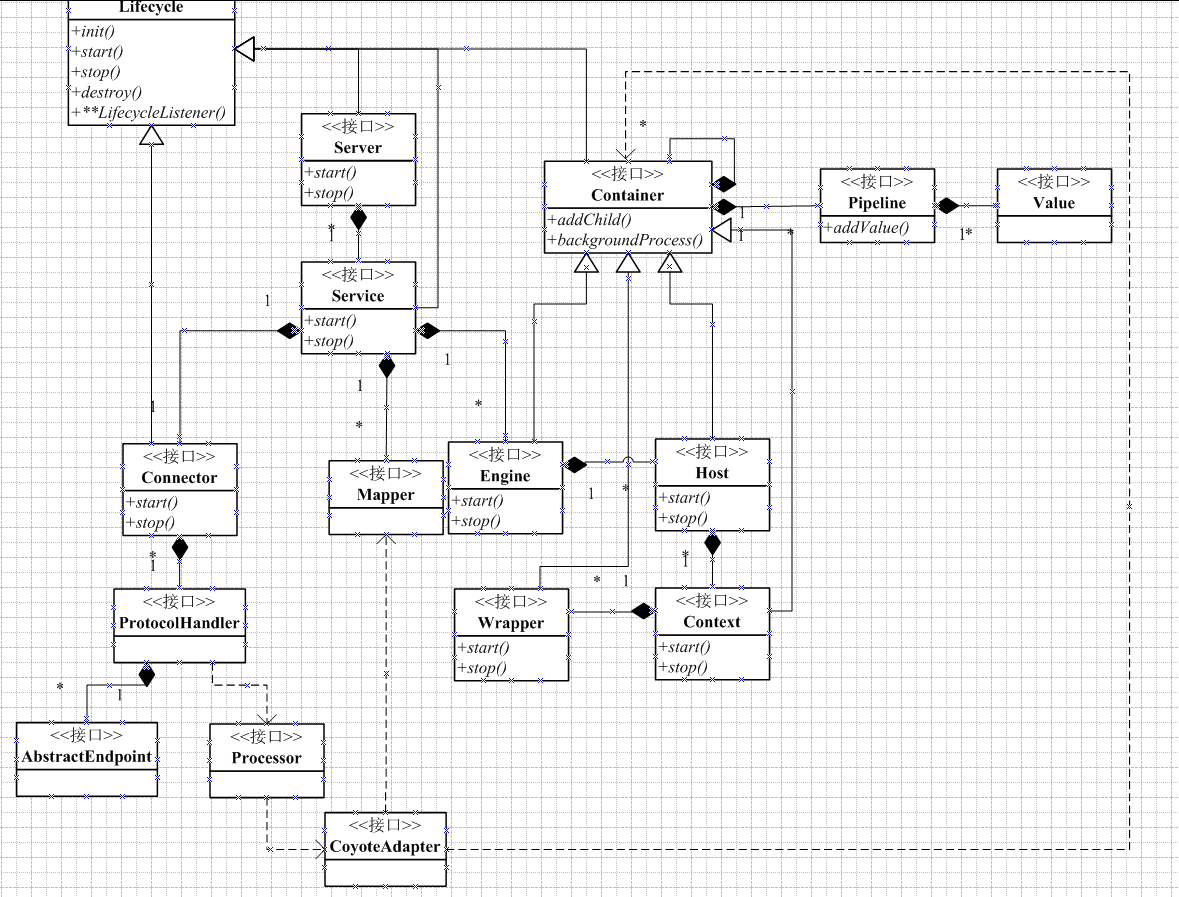 Lifecycle
+init()
+start()
+stop()
+destroy()
+**LifecycleListener()
<<接口>>
Server
+start()
+stop()
*
1
<<接口>>
Container
+addChild()
+backgroundProcess()
*
1
1
*
<<接口>>
Pipeline
+addValue()
1*
<<接口>>
Value
<<接口>>
Service
+start()
+stop()
1
1
1
*
*
1
<<接口>>
Connector
+start()
+stop()
*
1
<<接口>>
Mapper
<<接口>>
Engine
+start()
+stop()
1
*
<<接口>>
Host
+start()
+stop()
*
1
<<接口>>
ProtocolHandler
*
1
<<接口>>
Wrapper
+start()
+stop()
*
1
<<接口>>
Context
+start()
+stop()
<<接口>>
AbstractEndpoint
<<接口>>
Processor
<<接口>>
CoyoteAdapter